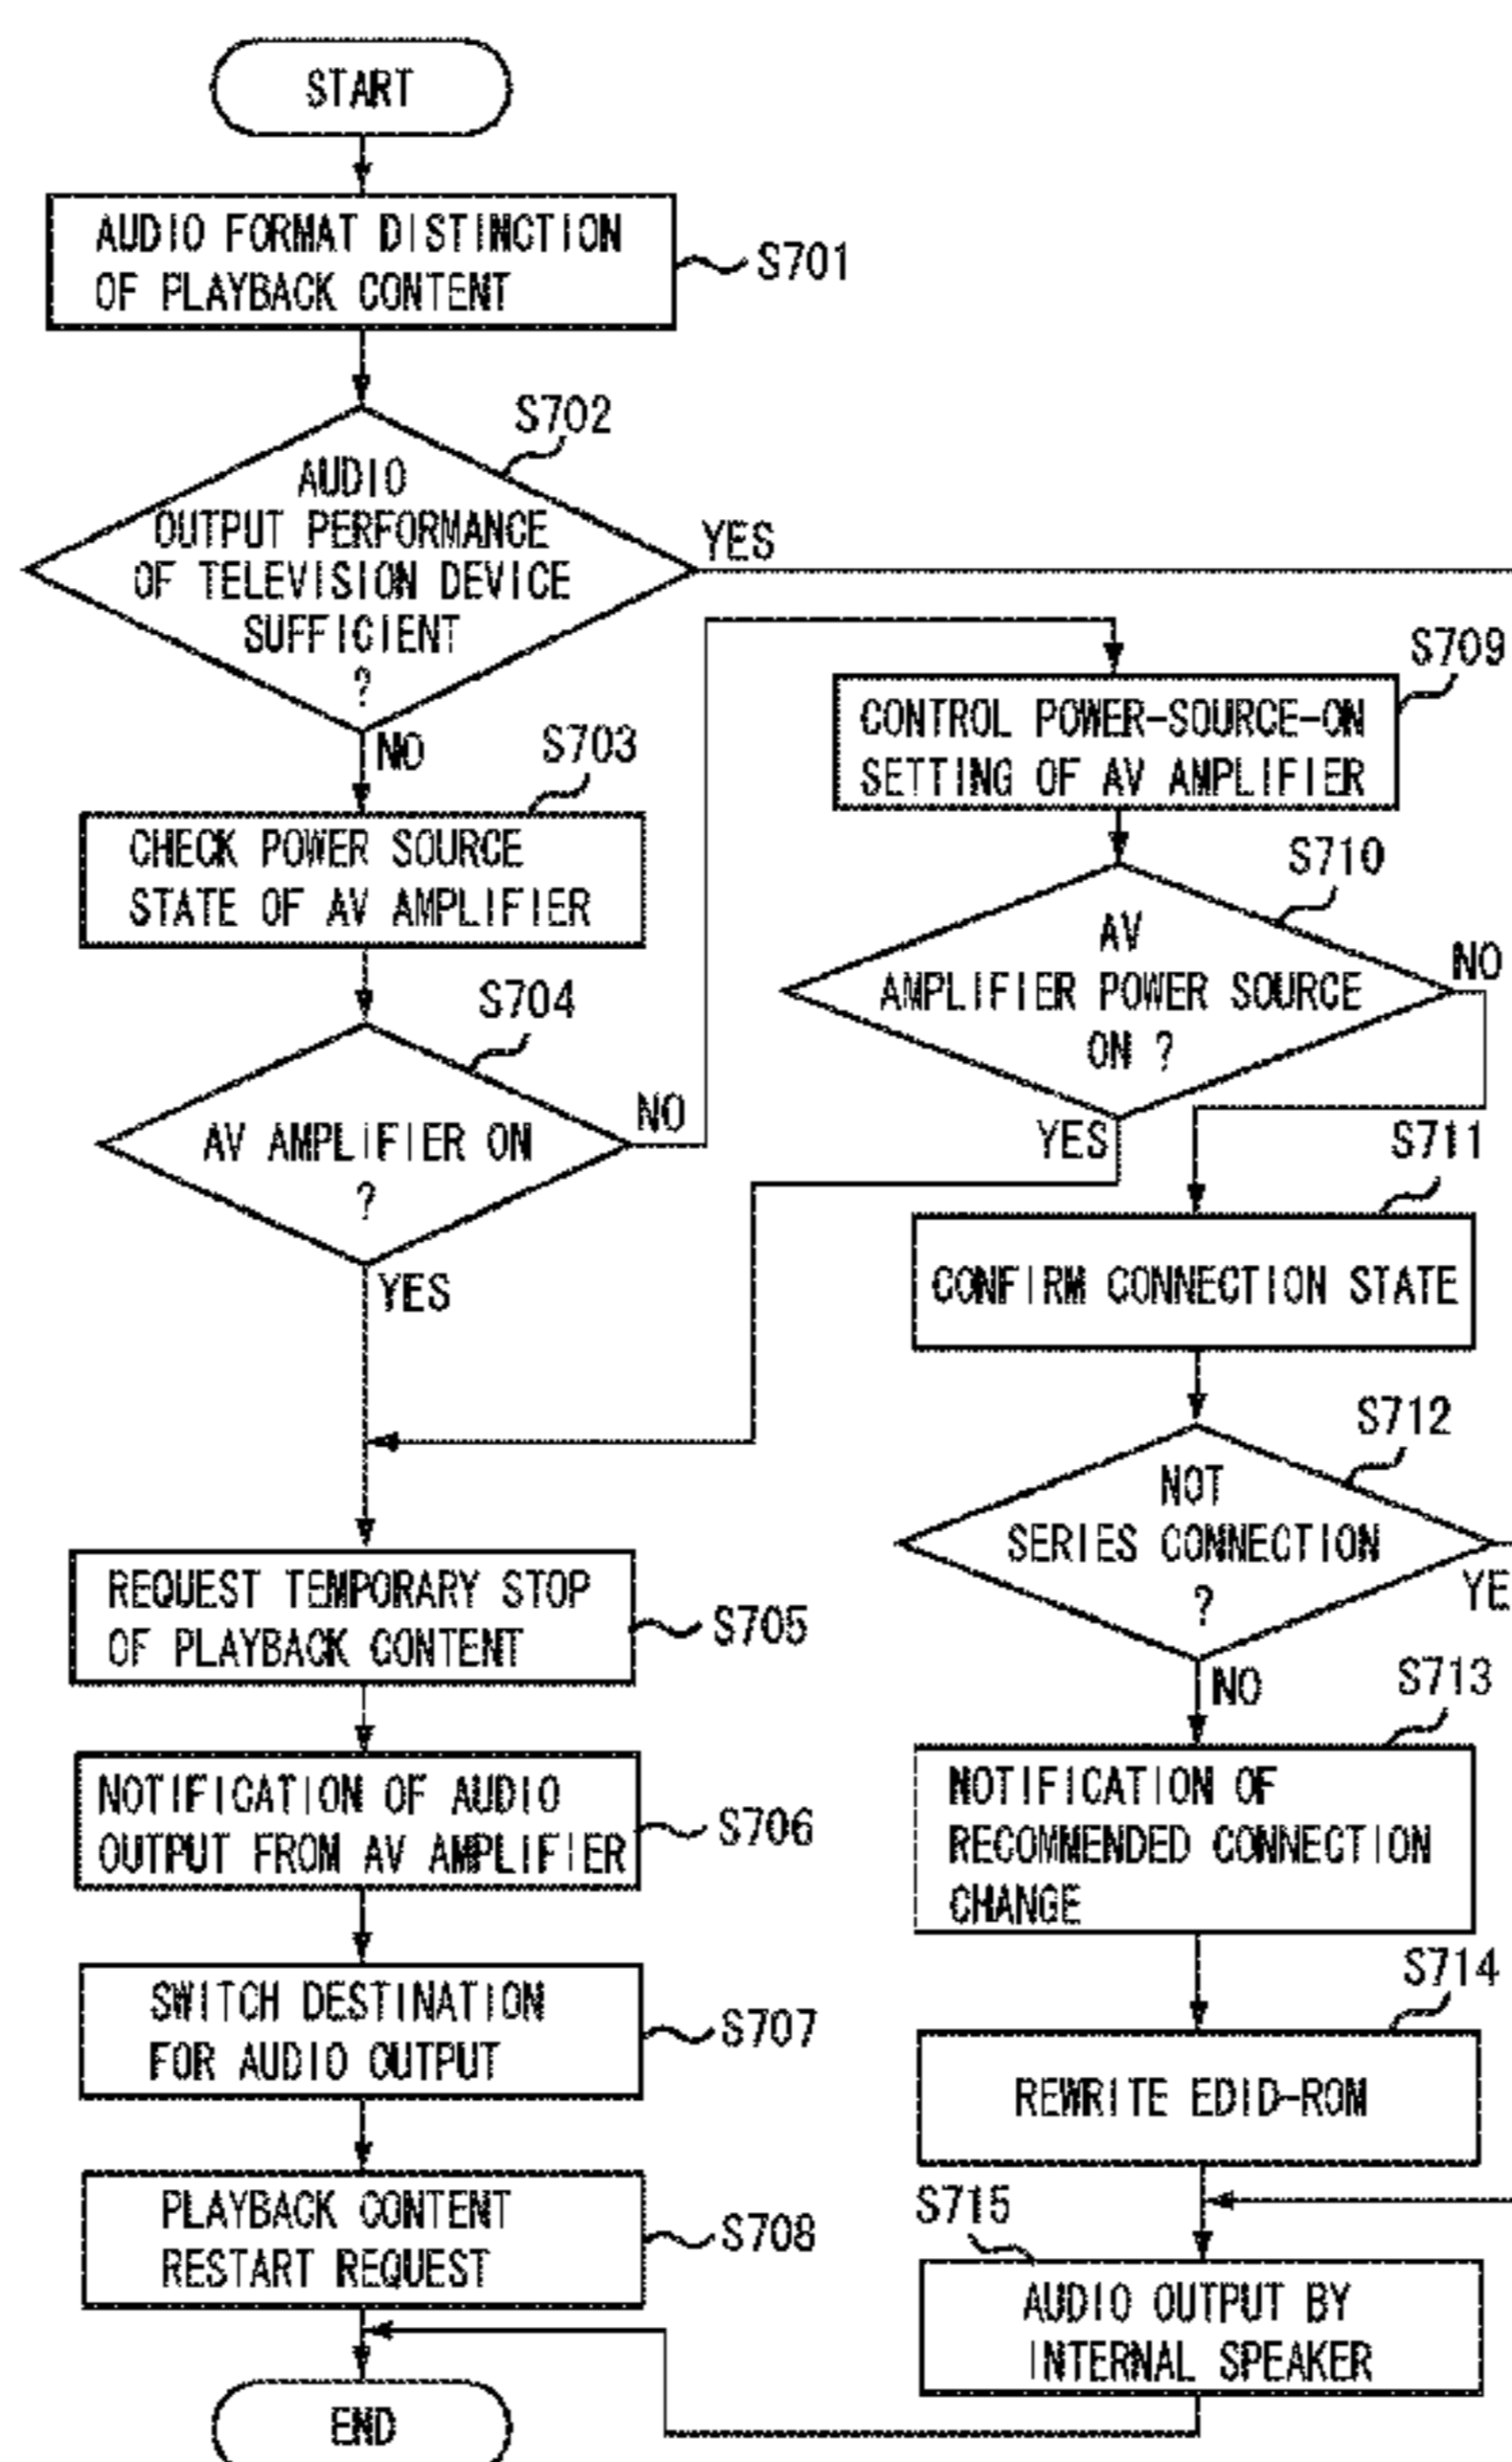 START
AUDIO FORMAT DISTINCTION
OF PLAYBACK CONTENT
S701
S702
AUDIO
OUTPUT PERFORMANCE
OF TELEVISION DEVICE
SUFFICIENT
?
YES
NO
S703
CHECK POWER SOURCE
STATE OF AV AMPLIFIER
S704
AV AMPLIFIER ON
?
NO
YES
REQUEST TEMPORARY STOP
OF PLAYBACK CONTENT
S705
NOTIFICATION OF AUDIO
OUTPUT FROM AV AMPLIFIER
S706
SWITCH DESTINATION
FOR AUDIO OUTPUT
S707
PLAYBACK CONTENT
RESTART REQUEST
S708
END
S709
CONTROL POWER-SOURCE-ON
SETTING OF AV AMPLIFIER
S710
AV
AMPLIFIER POWER SOURCE
ON ?
NO
YES
S711
CONFIRM CONNECTION STATE
S712
NOT
SERIES CONNECTION
?
YE
NO
S713
NOTIFICATION OF
RECOMMENDED CONNECTION
CHANGE
S714
REWRITE EDID-ROM
S715
AUDIO OUTPUT BY
INTERNAL SPEAKER